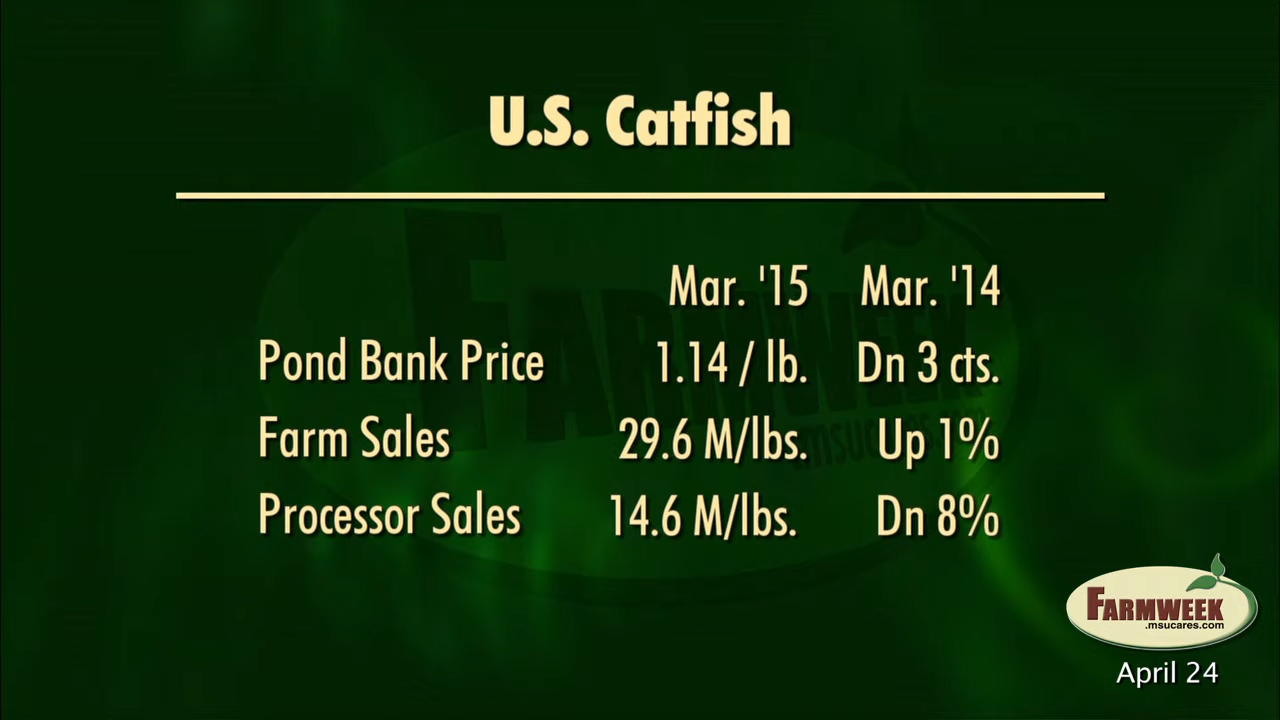 U.S. Catfish
Mar. '15 Mar. '14
Pond Bank Price 1.14 / lb. Dn 3 cts.
Farm Sales 29.6 M/lbs. Up 1%
Processor Sales 14.6 M/lbs. Dn 8%
FARMWEEK
.msucares.com
April 24